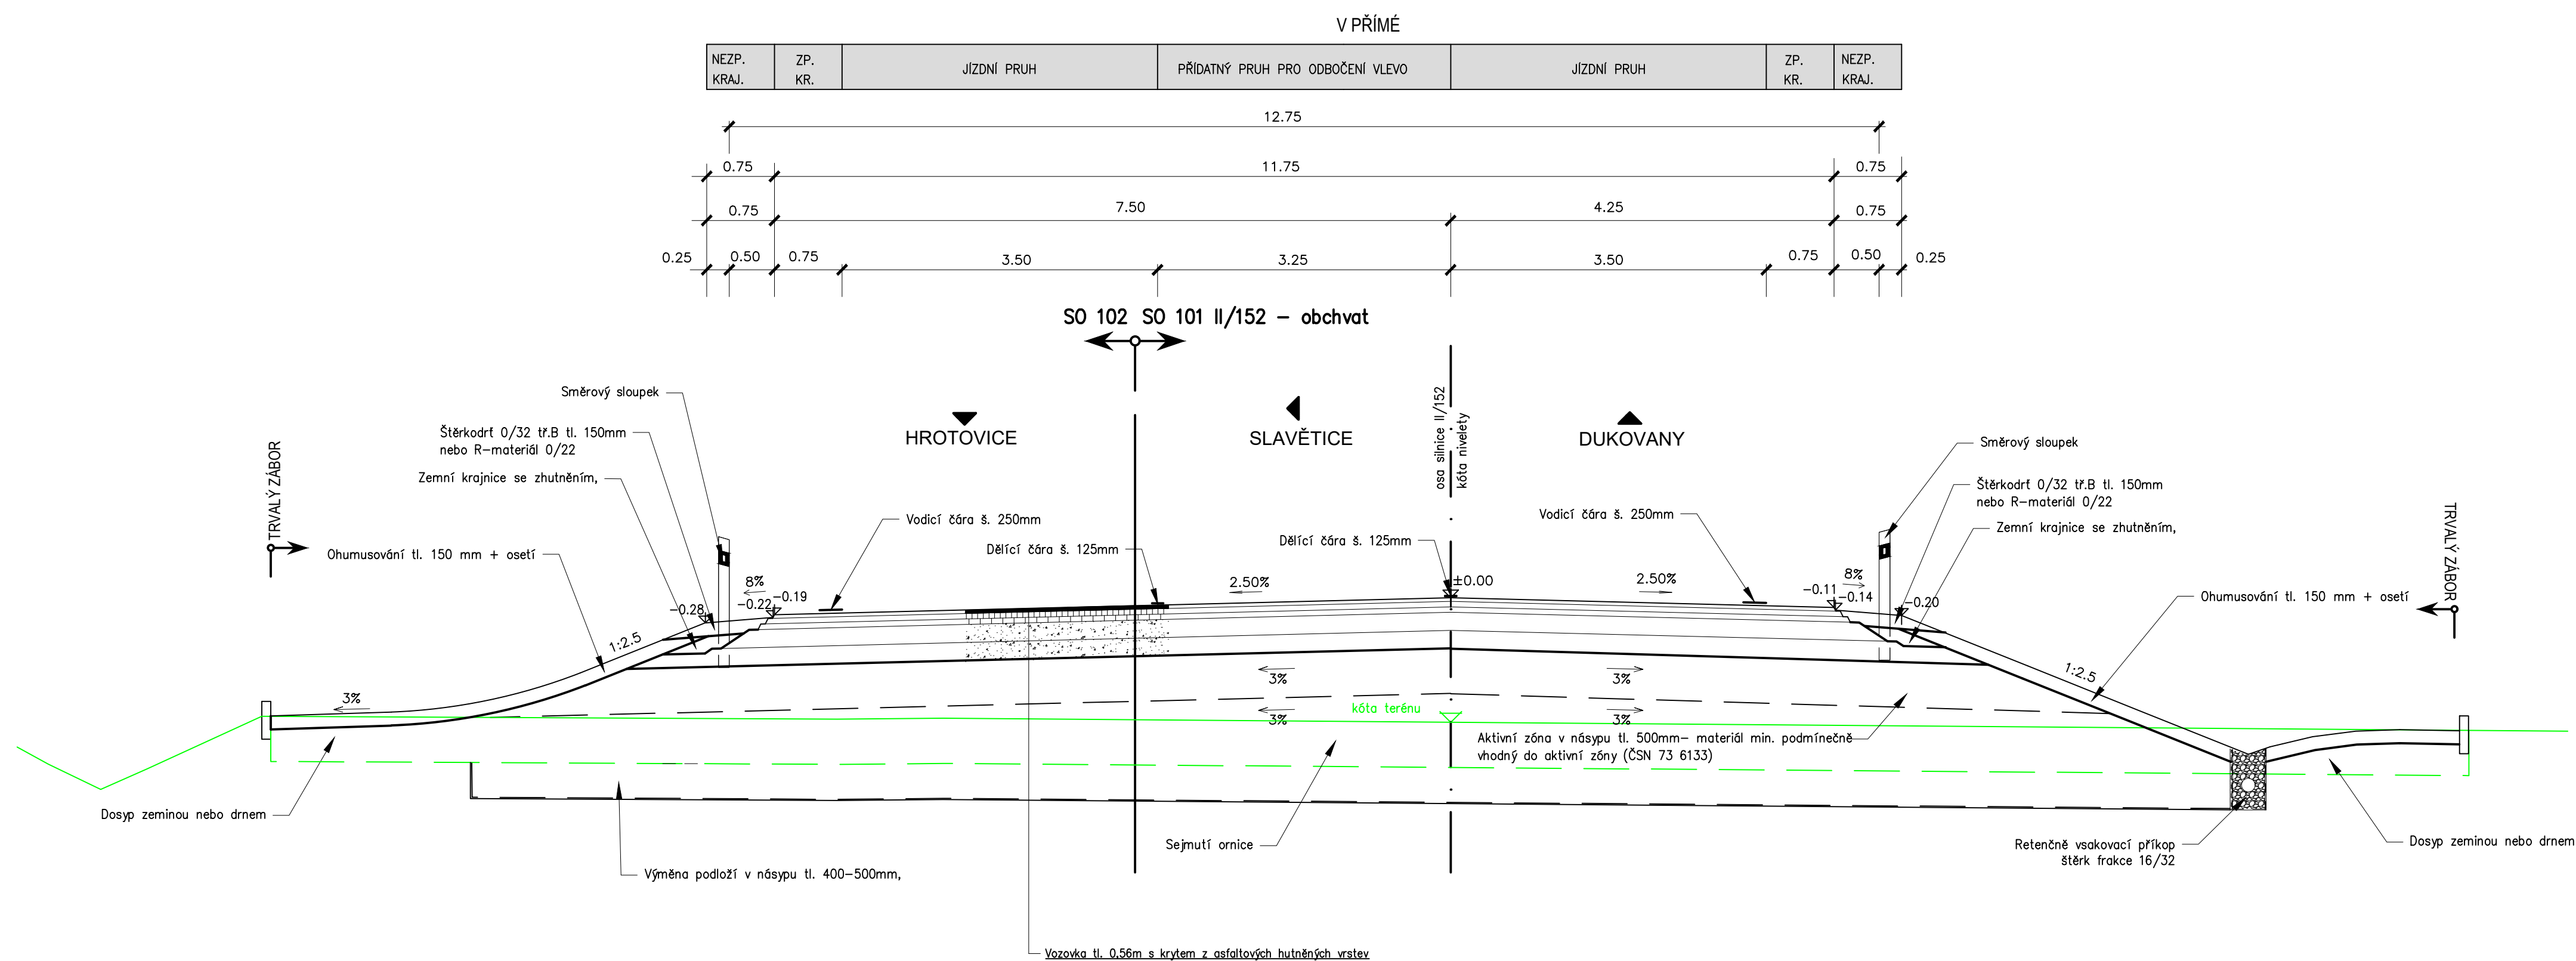 V PŘÍMÉ
NEZP.
KRAJ.
ZP.
KR.
JÍZDNÍ PRUH
PŘÍDATNÝ PRUH PRO ODBOČENÍ VLEVO
JÍZDNÍ PRUH
ZP.
KR.
NEZP.
KRAJ.
12.75
0.75
11.75
0.75
0.75
7.50
4.25
0.75
0.25
0.50
0.75
3.50
3.25
3.50
0.75
0.50
0.25
SO 102
SO 101 II/152 – obchvat
HROTOVICE
SLAVĚTICE
DUKOVANY
osa silnice II/152
kóta nivelety
TRVALÝ ZÁBOR
Směrový sloupek
Štěrkodrť 0/32 tř.B tl. 150mm
nebo R–materiál 0/22
Zemní krajnice se zhutněním,
Ohumusování tl. 150 mm + osetí
Vodicí čára š. 250mm
Dělící čára š. 125mm
Dělící čára š. 125mm
Vodicí čára š. 250mm
Směrový sloupek
Štěrkodrť 0/32 tř.B tl. 150mm
nebo R–materiál 0/22
Zemní krajnice se zhutněním,
Ohumusování tl. 150 mm + osetí
TRVALÝ ZÁBOR
8%
–0.28
–0.22
–0.19
2.50%
±0.00
2.50%
–0.11
–0.14
8%
–0.20
1:2.5
1:2.5
3%
3%
3%
3%
3%
kóta terénu
Aktivní zóna v násypu tl. 500mm– materiál min. podmínečně
vhodný do aktivní zóny (ČSN 73 6133)
Dosyp zeminou nebo drnem
Sejmutí ornice
Retenčně vsakovací příkop
štěrk frakce 16/32
Dosyp zeminou nebo drnem
Výměna podloží v násypu tl. 400–500mm,
Vozovka tl. 0.56m s krytem z asfaltových hutněných vrstev